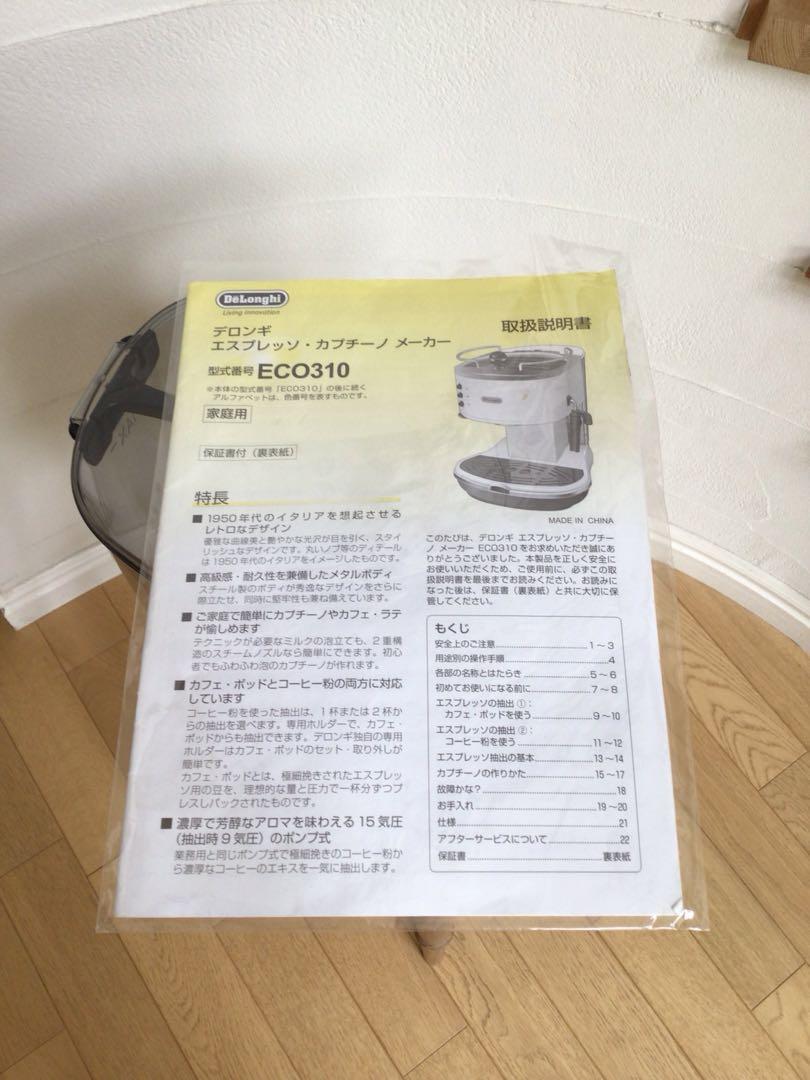 DeLonghi
Living innovation
デロンギ
エスプレッソ・カプチーノ メーカー
取扱説明書
型式番号 ECO310
※本体の型式番号「ECO310」の後に続く
アルファベットは、色番号を表すものです。
家庭用
保証書付（裏表紙）
MADE IN CHINA
特長
■ 1950年代のイタリアを想起させる
レトロなデザイン
優雅な曲線美と艶やかな光沢が目を引く、スタイ
リッシュなデザインです。丸いノブ等のディテール
は1950年代のイタリアをイメージしたものです。
■ 高級感・耐久性を兼備したメタルボディ
スチール製のボディが秀逸なデザインをさらに
際立たせ、同時に堅牢性も兼ね備えています。
■ ご家庭で簡単にカプチーノやカフェ・ラテ
が愉しめます
テクニックが必要なミルクの泡立ても、2重構
造のスチームノズルなら簡単にできます。初心
者でもふわふわ泡のカプチーノが作れます。
■ カフェ・ポッドとコーヒー粉の両方に対応
しています
コーヒー粉を使った抽出は、1杯または2杯か
らの抽出を選べます。専用ホルダーで、カフェ・
ポッドからも抽出できます。デロンギ独自の専用
ホルダーはカフェ・ポッドのセット・取り外しが
簡単です。
カフェ・ポッドとは、極細挽きされたエスプレッ
ソ用の豆を、理想的な量と圧力で一杯分ずつプ
レスしパックされたものです。
■ 濃厚で芳醇なアロマを味わえる15気圧
（抽出時9気圧）のポンプ式
業務用と同じポンプ式で極細挽きのコーヒー粉か
ら濃厚なコーヒーのエキスを一気に抽出します。
このたびは、デロンギ エスプレッソ・カプチー
ノ メーカー ECO310をお求めいただき誠にあ
りがとうございました。本製品を正しく安全に
お使いいただくため、ご使用前に、必ずこの取
扱説明書を最後までお読みください。お読みに
なった後は、保証書（裏表紙）と共に大切に保
管してください。
もくじ
安全上のご注意 1～3
用途別の操作手順 4
各部の名称とはたらき 5～6
初めてお使いになる前に 7～8
エスプレッソの抽出①：
カフェ・ポッドを使う 9～10
エスプレッソの抽出②：
コーヒー粉を使う 11～12
エスプレッソ抽出の基本 13～14
カプチーノの作りかた 15～17
故障かな？ 18
お手入れ 19～20
仕様 21
アフターサービスについて 22
保証書 裏表紙